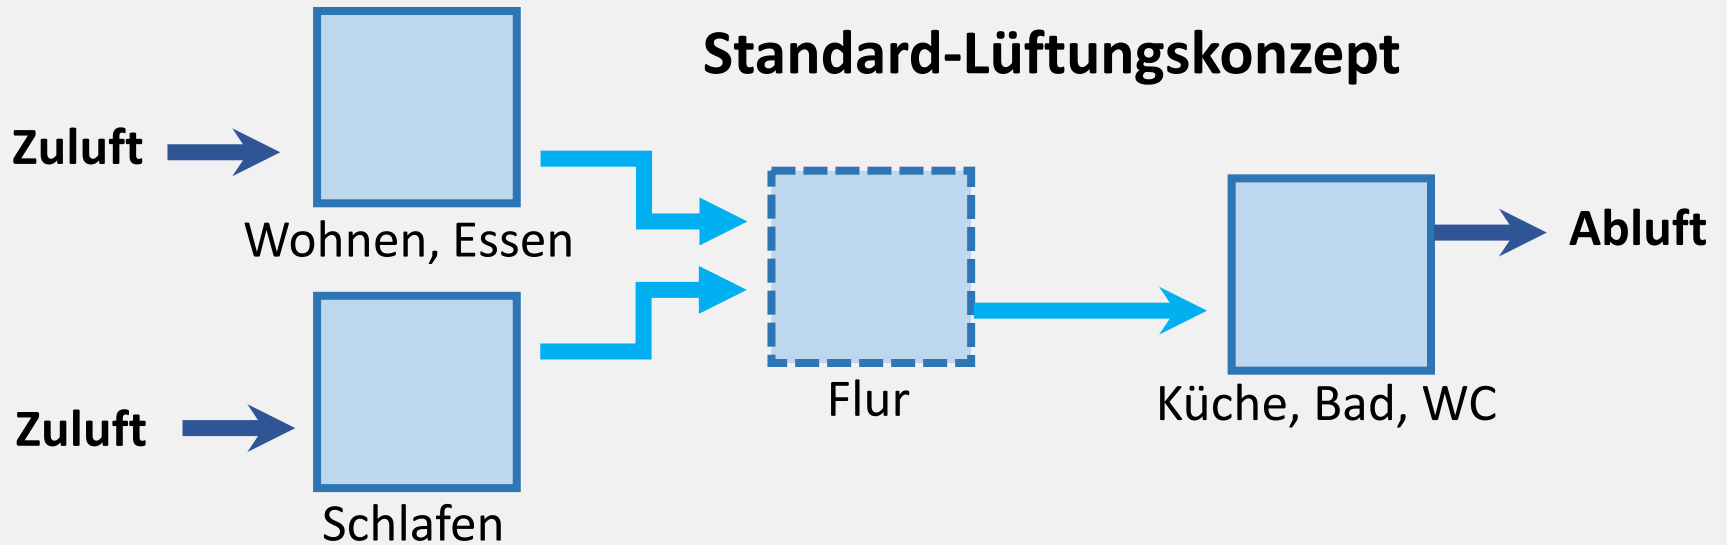 Standard-Lüftungskonzept
Zuluft
Wohnen, Essen
Zuluft
Schlafen
Flur
Küche, Bad, WC
Abluft